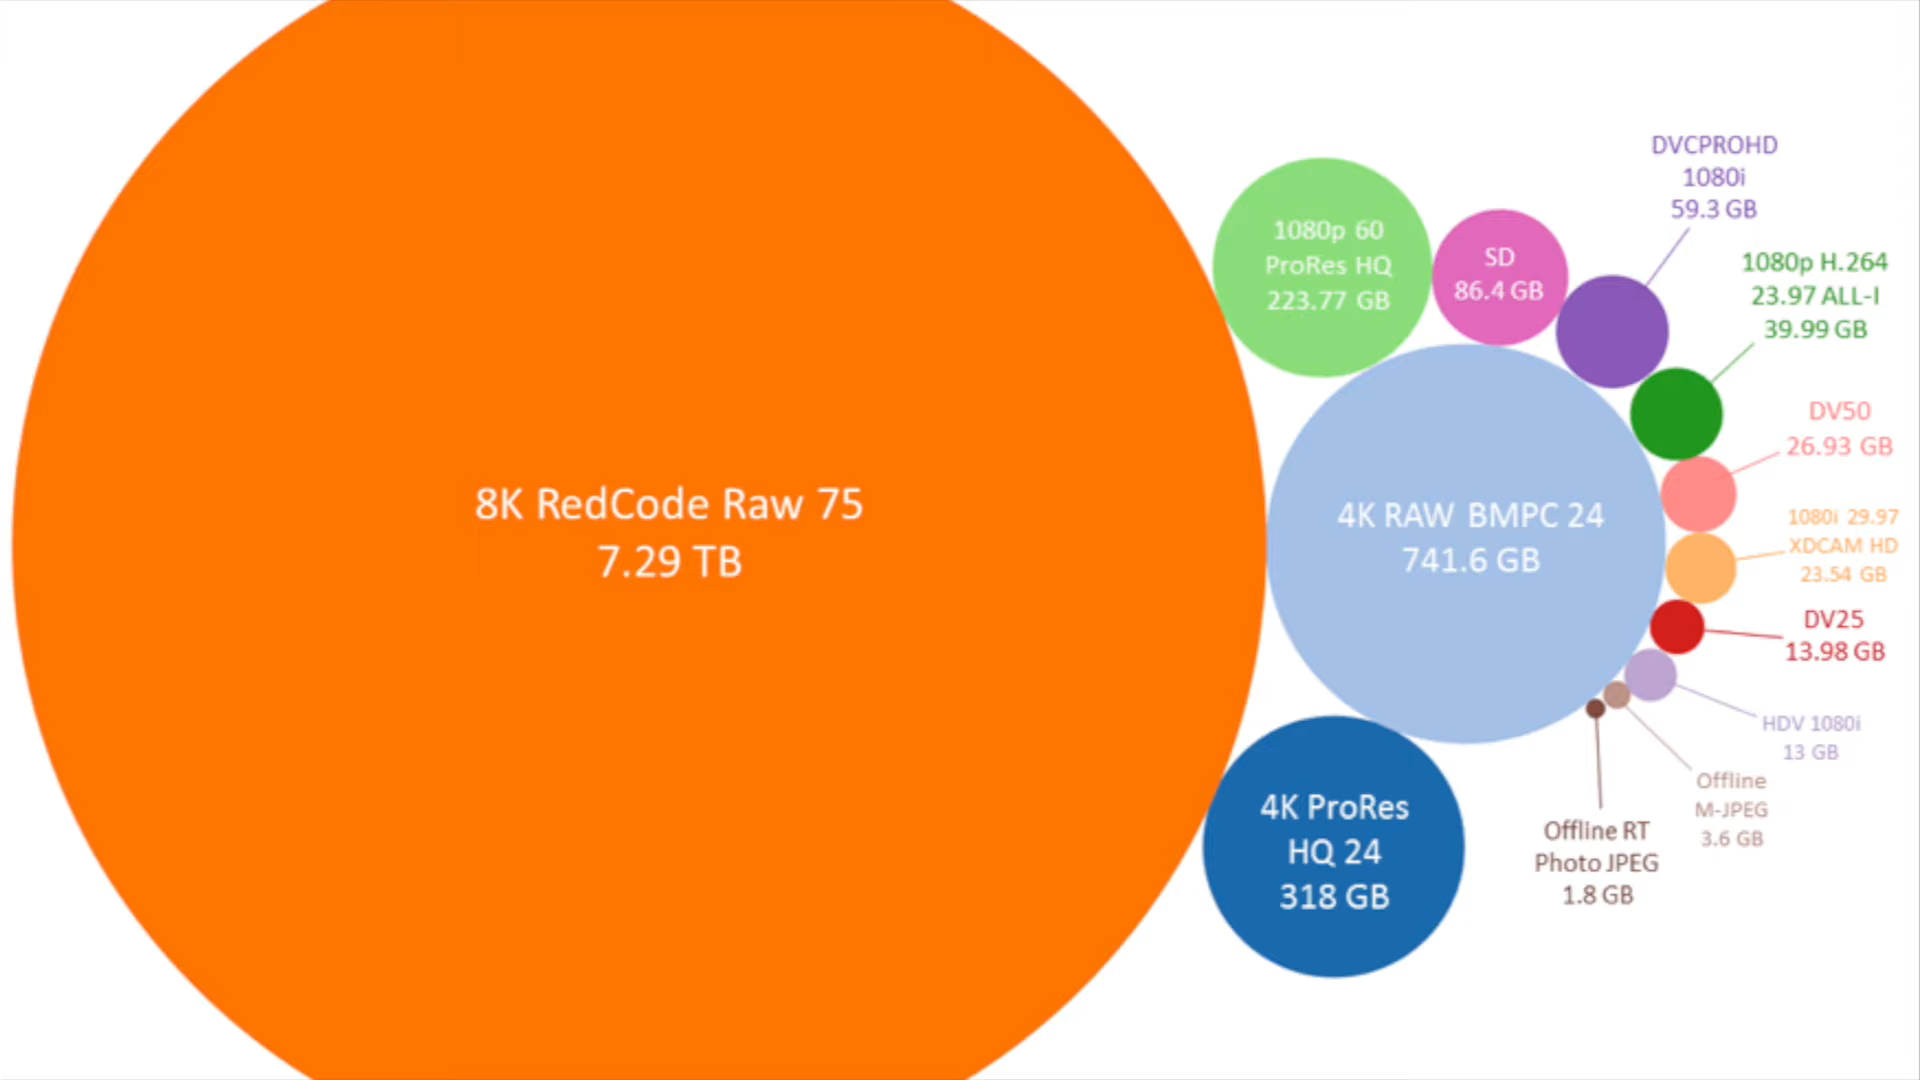 8K RedCode Raw 75
7.29 TB
1080p 60
ProRes HQ
223.77 GB
SD
86.4 GB
DVCPROHD
1080i
59.3 GB
1080p H.264
23.97 ALL-I
39.99 GB
DV50
26.93 GB
4K RAW BMPC 24
741.6 GB
1080i 29.97
XDCAM HD
23.54 GB
DV25
13.98 GB
HDV 1080i
13 GB
Offline
M-JPEG
3.6 GB
Offline RT
Photo JPEG
1.8 GB
4K ProRes
HQ 24
318 GB